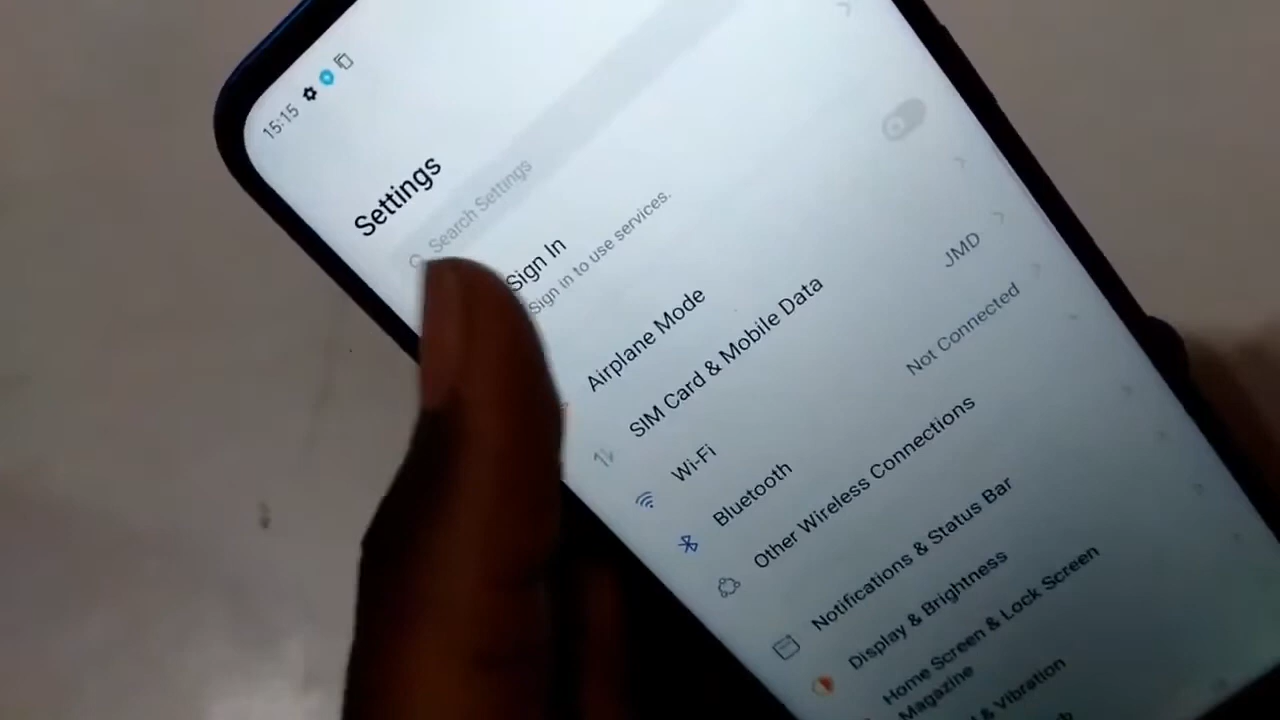 15:15
Settings
Search Settings
Sign In
Sign in to use services.
Airplane Mode
SIM Card & Mobile Data
Wi-Fi
JMD
Bluetooth
Not Connected
Other Wireless Connections
Notifications & Status Bar
Display & Brightness
Home Screen & Lock Screen
Magazine
& Vibration